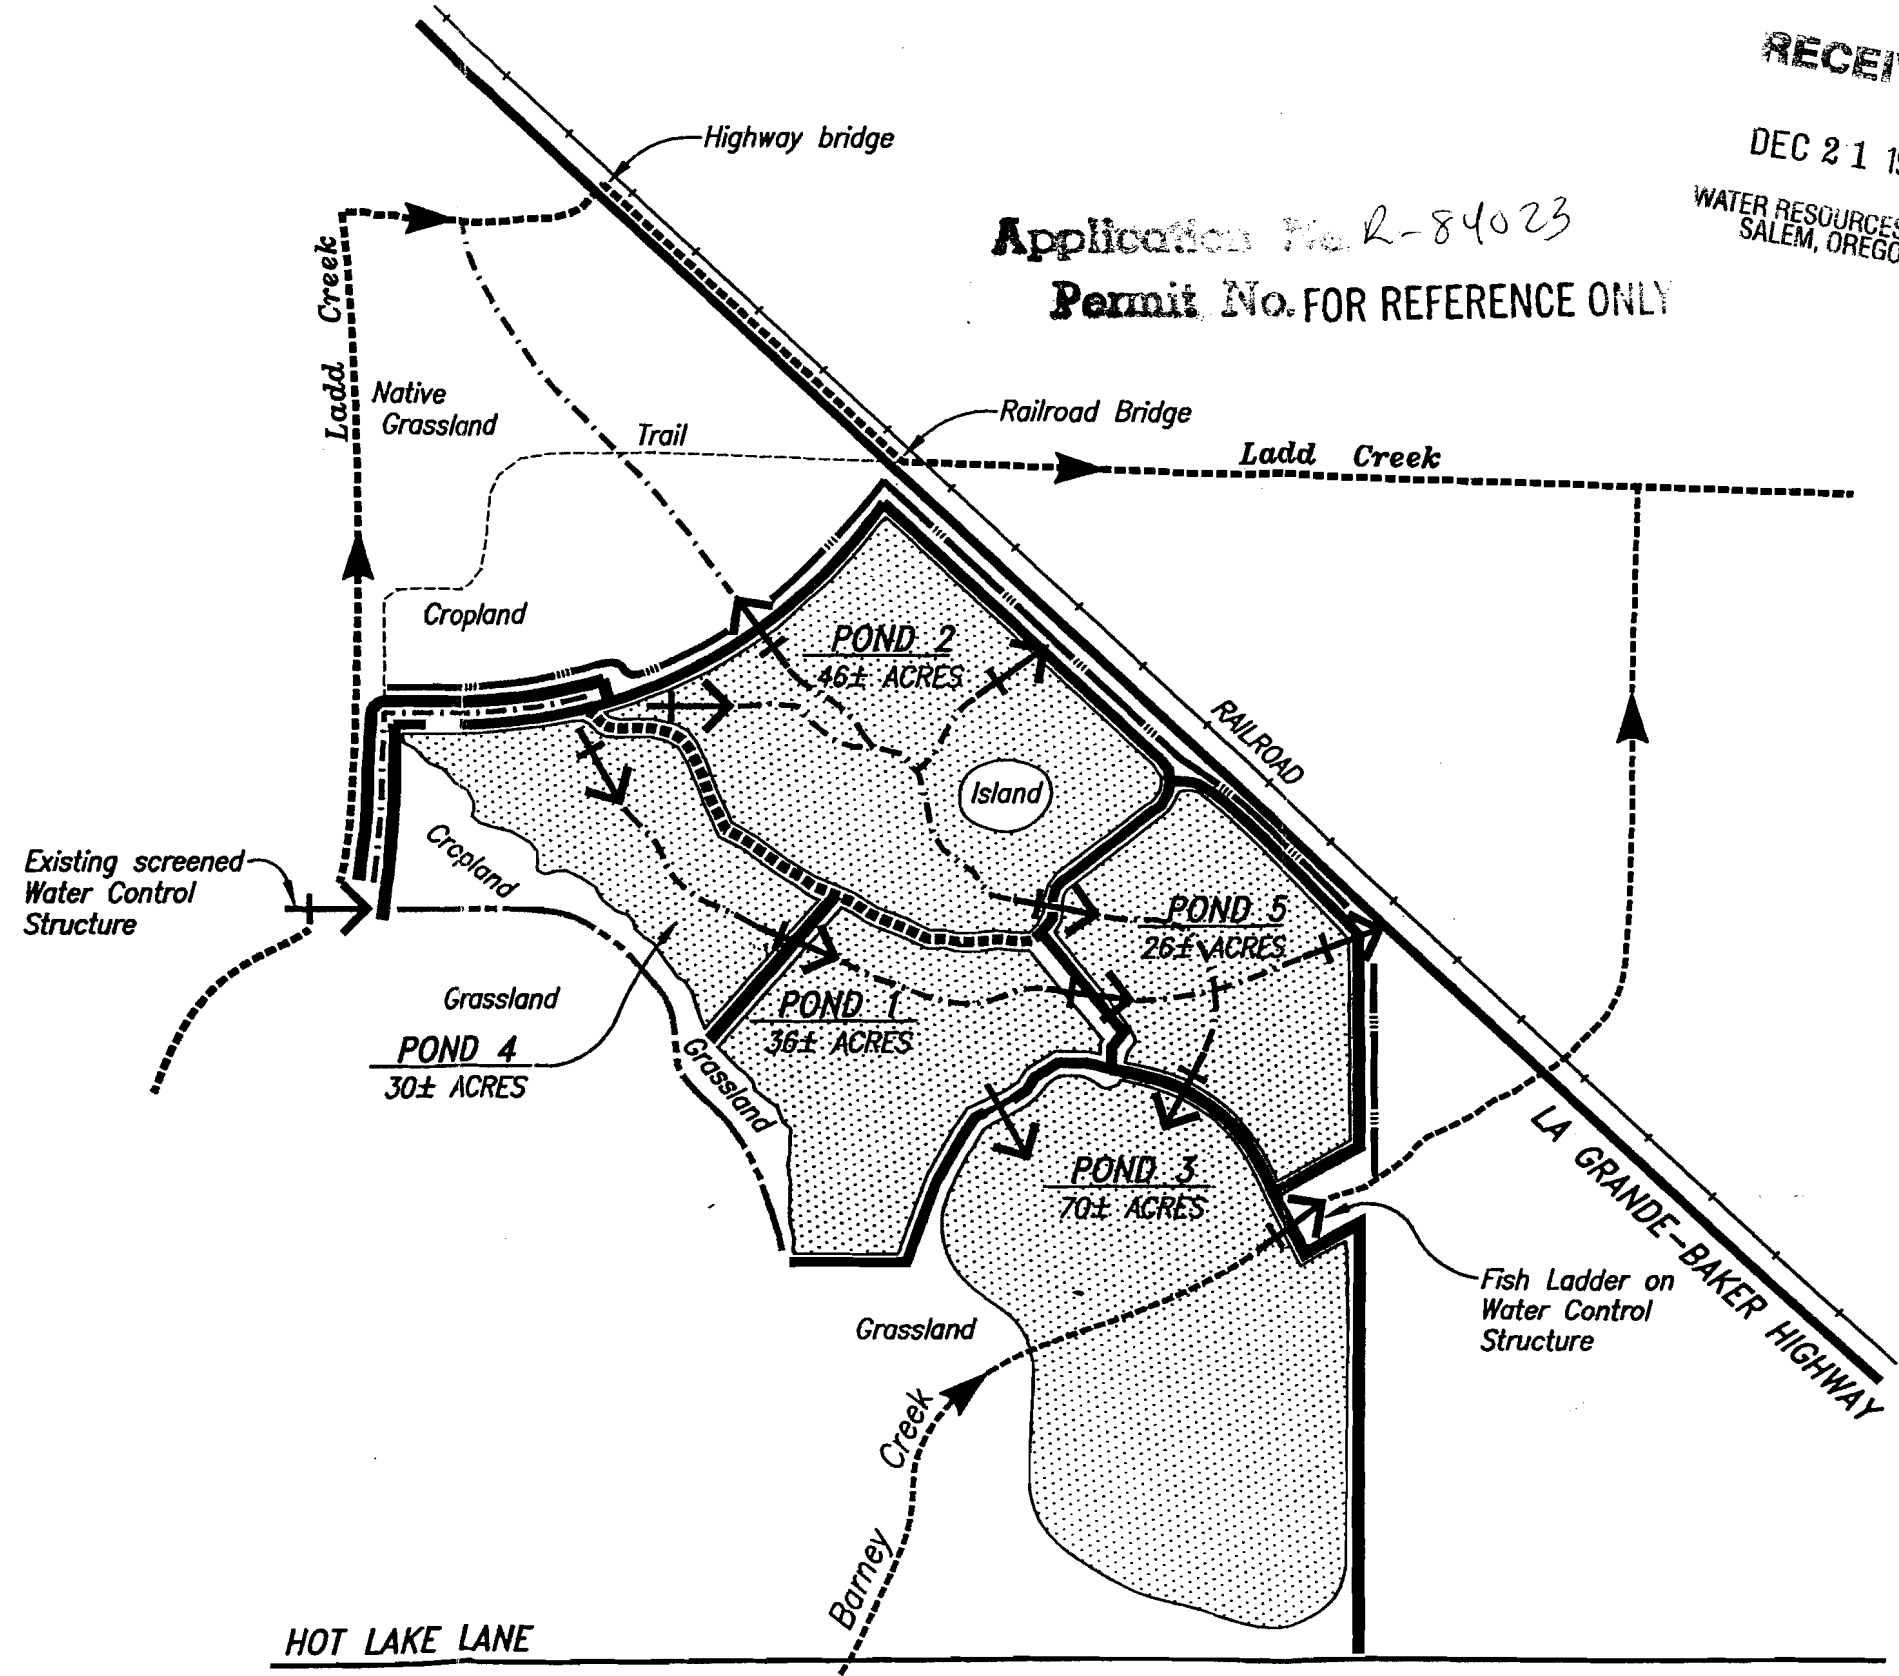 RECEI
DEC 21 19
WATER RESOURCES
SALEM, OREGO
Application No. R-84023
Permit No. FOR REFERENCE ONLY
Highway bridge
Ladd Creek
Native
Grassland
Trail
Railroad Bridge
Ladd Creek
Cropland
POND 2
46± ACRES
RAILROAD
Island
Existing screened
Water Control
Structure
Cropland
POND 5
26± ACRES
Grassland
POND 1
36± ACRES
POND 4
30± ACRES
Grassland
POND 3
70± ACRES
LA GRANDE-BAKER HIGHWAY
Fish Ladder on
Water Control
Structure
Grassland
Barney Creek
HOT LAKE LANE